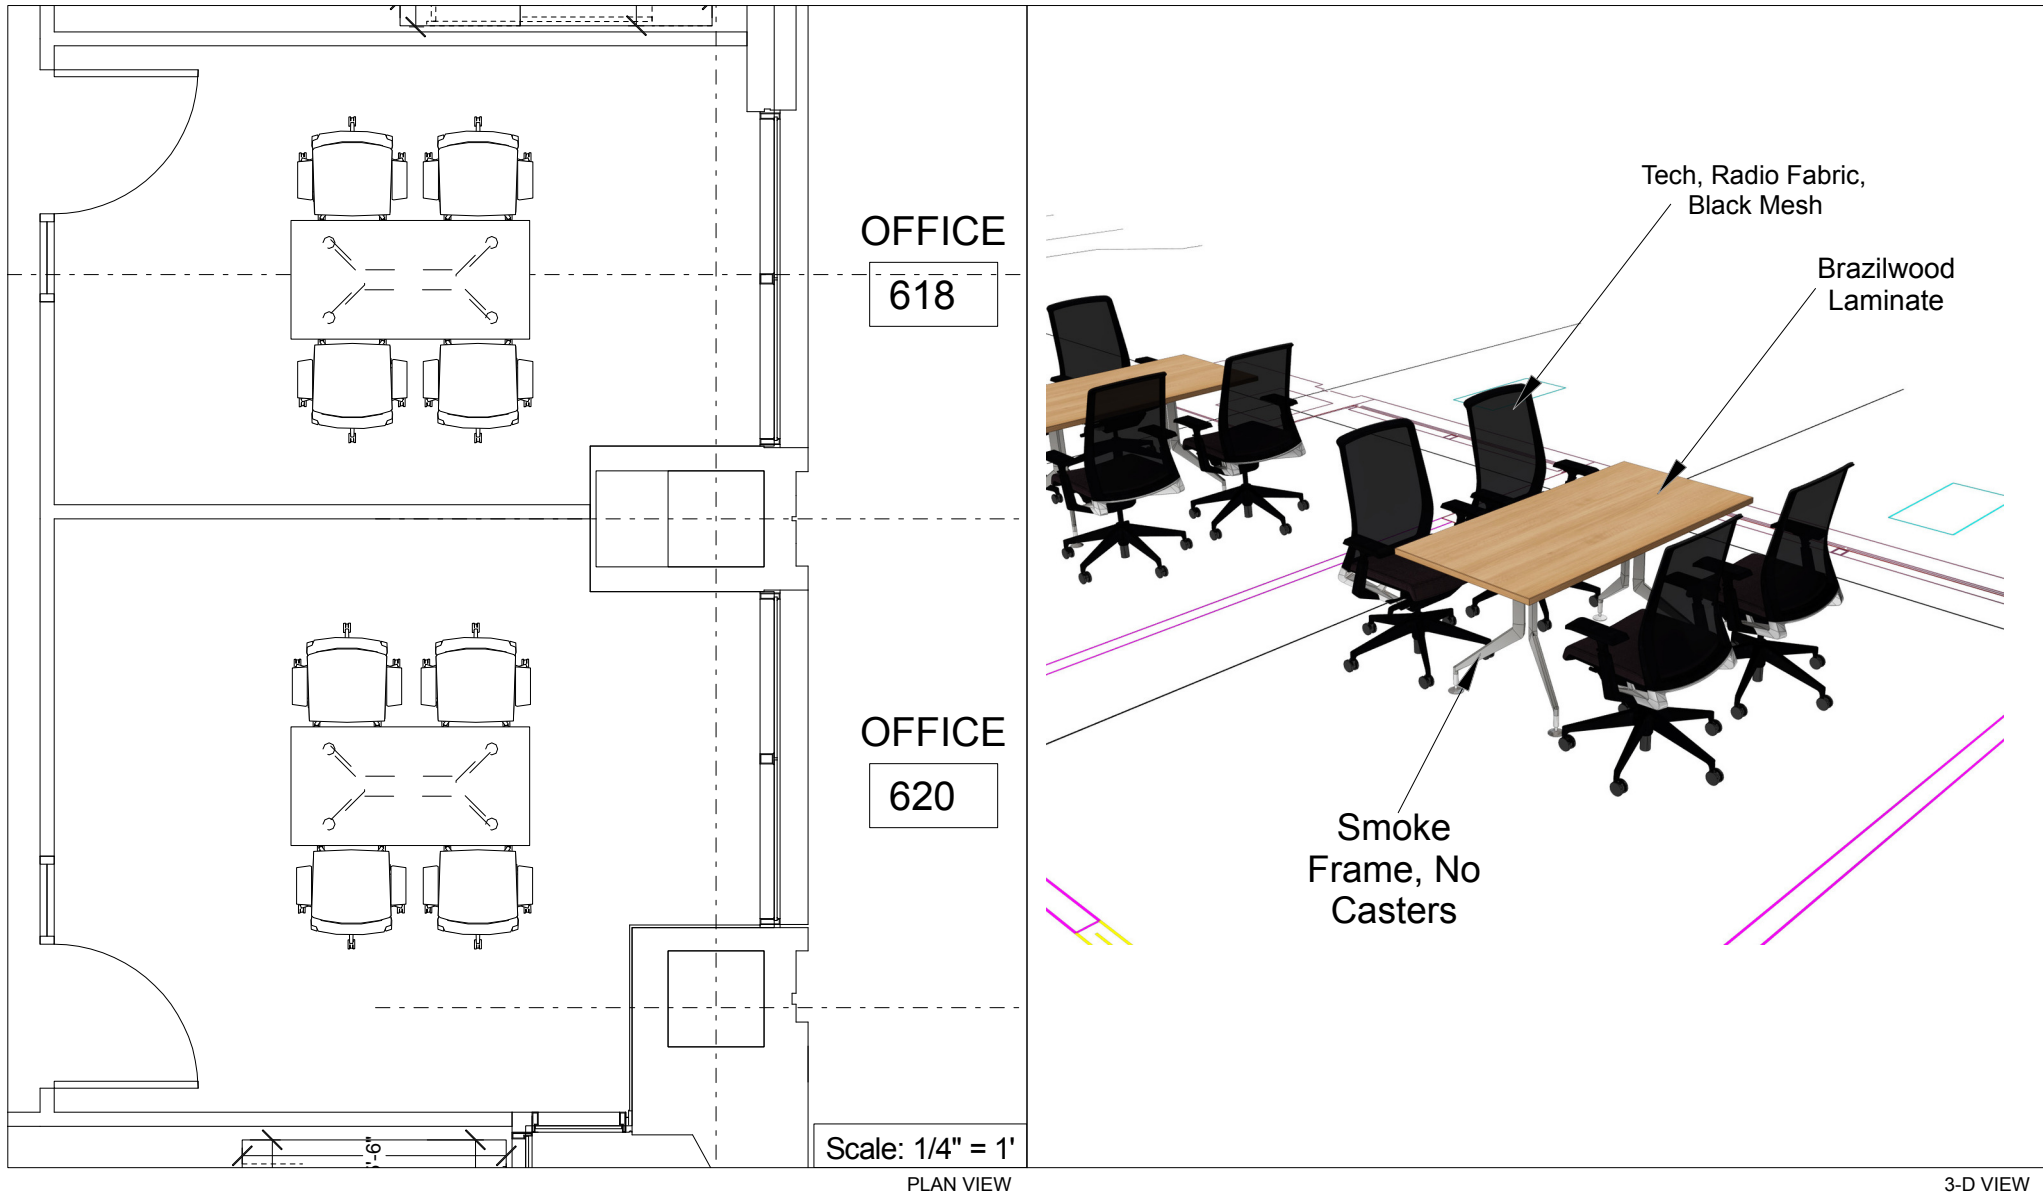 OFFICE
618
OFFICE
620
Scale: 1/4" = 1'
PLAN VIEW
Tech, Radio Fabric,
Black Mesh
Brazilwood
Laminate
Smoke
Frame, No
Casters
3-D VIEW